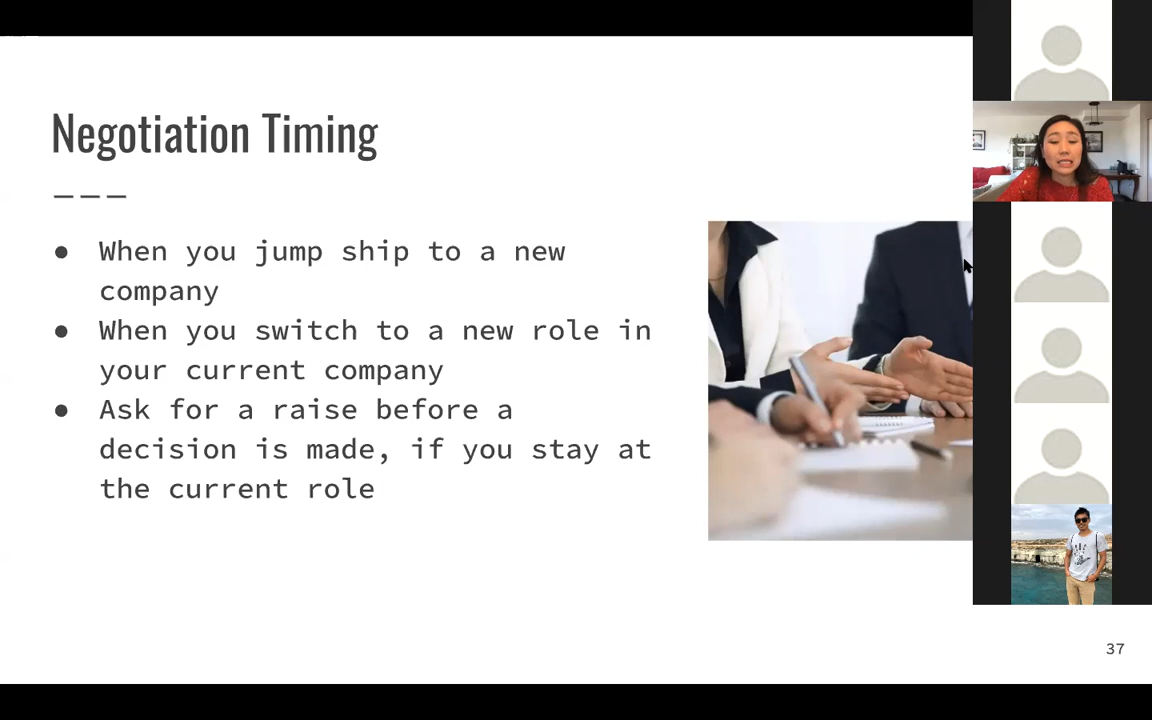 Negotiation Timing
● When you jump ship to a new
company
● When you switch to a new role in
your current company
● Ask for a raise before a
decision is made, if you stay at
the current role
37